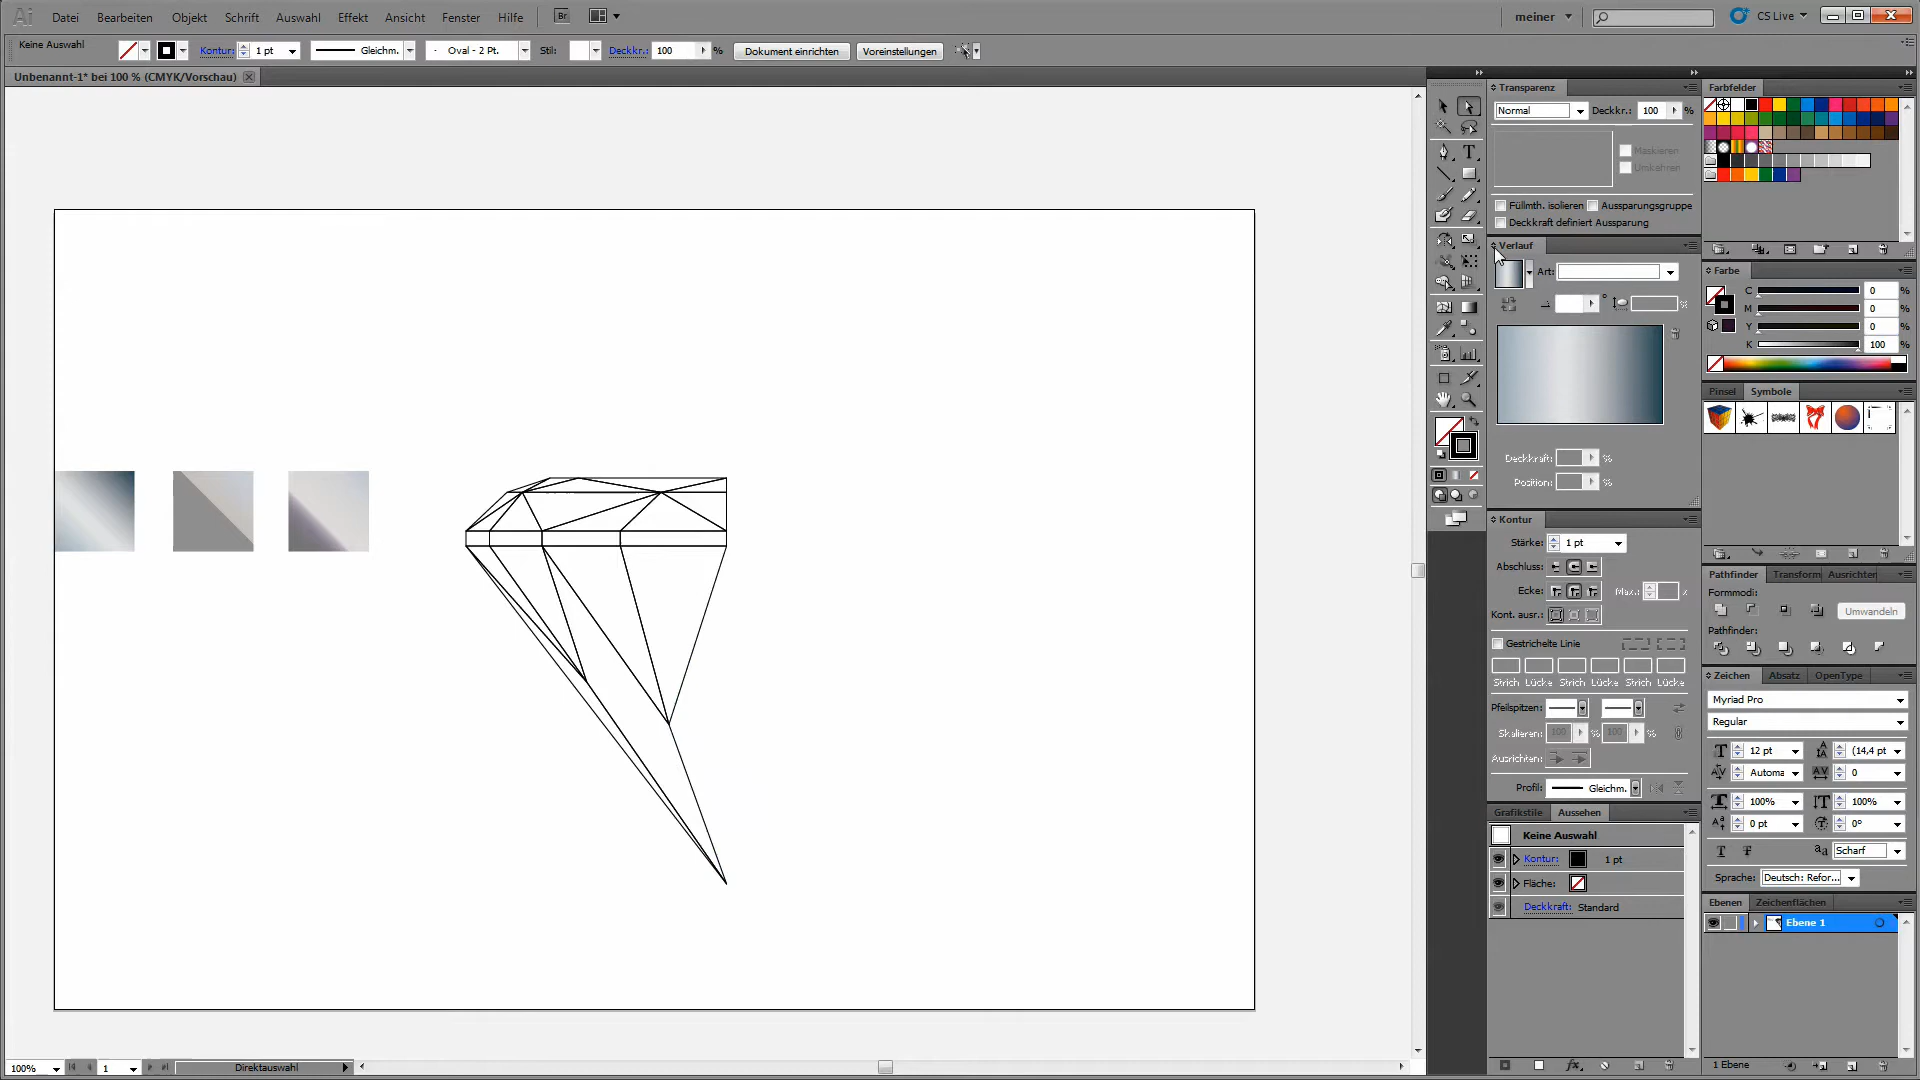 Ai Datei Bearbeiten Objekt Schrift Auswahl Effekt Ansicht Fenster Hilfe Br meiner CS Live
Keine Auswahl Kontur: 1 pt Gleichm. Oval - 2 Pt. Stil: Deckkr.: 100 % Dokument einrichten Voreinstellungen
Unbenannt-1* bei 100 % (CMYK/Vorschau)
Transparenz
Normal Deckkr.: 100 %
Maskieren
Umkehren
Füllmth. isolieren Aussparungsgruppe
Deckkraft definiert Aussparung
Verlauf
Art:
Deckkraft: %
Position: %
Kontur
Stärke: 1 pt
Abschluss:
Ecke: Max.: x
Kont. ausr.:
Gestrichelte Linie
Strich Lücke Strich Lücke Strich Lücke
Pfeilspitzen:
Skalieren: 100 % 100 %
Ausrichten:
Profil: Gleichm.
Grafikstile Aussehen
Keine Auswahl
Kontur: 1 pt
Fläche:
Deckkraft: Standard
Farbfelder
Farbe
C 0 %
M 0 %
Y 0 %
K 100 %
Pinsel Symbole
Pathfinder Transform Ausrichter
Formmodi:
Umwandeln
Pathfinder:
Zeichen Absatz OpenType
Myriad Pro
Regular
12 pt (14,4 pt
Automa 0
100% 100%
0 pt 0°
Scharf
Sprache: Deutsch: Refor...
Ebenen Zeichenflächen
Ebene 1
1 Ebene
100% 1 Direktauswahl